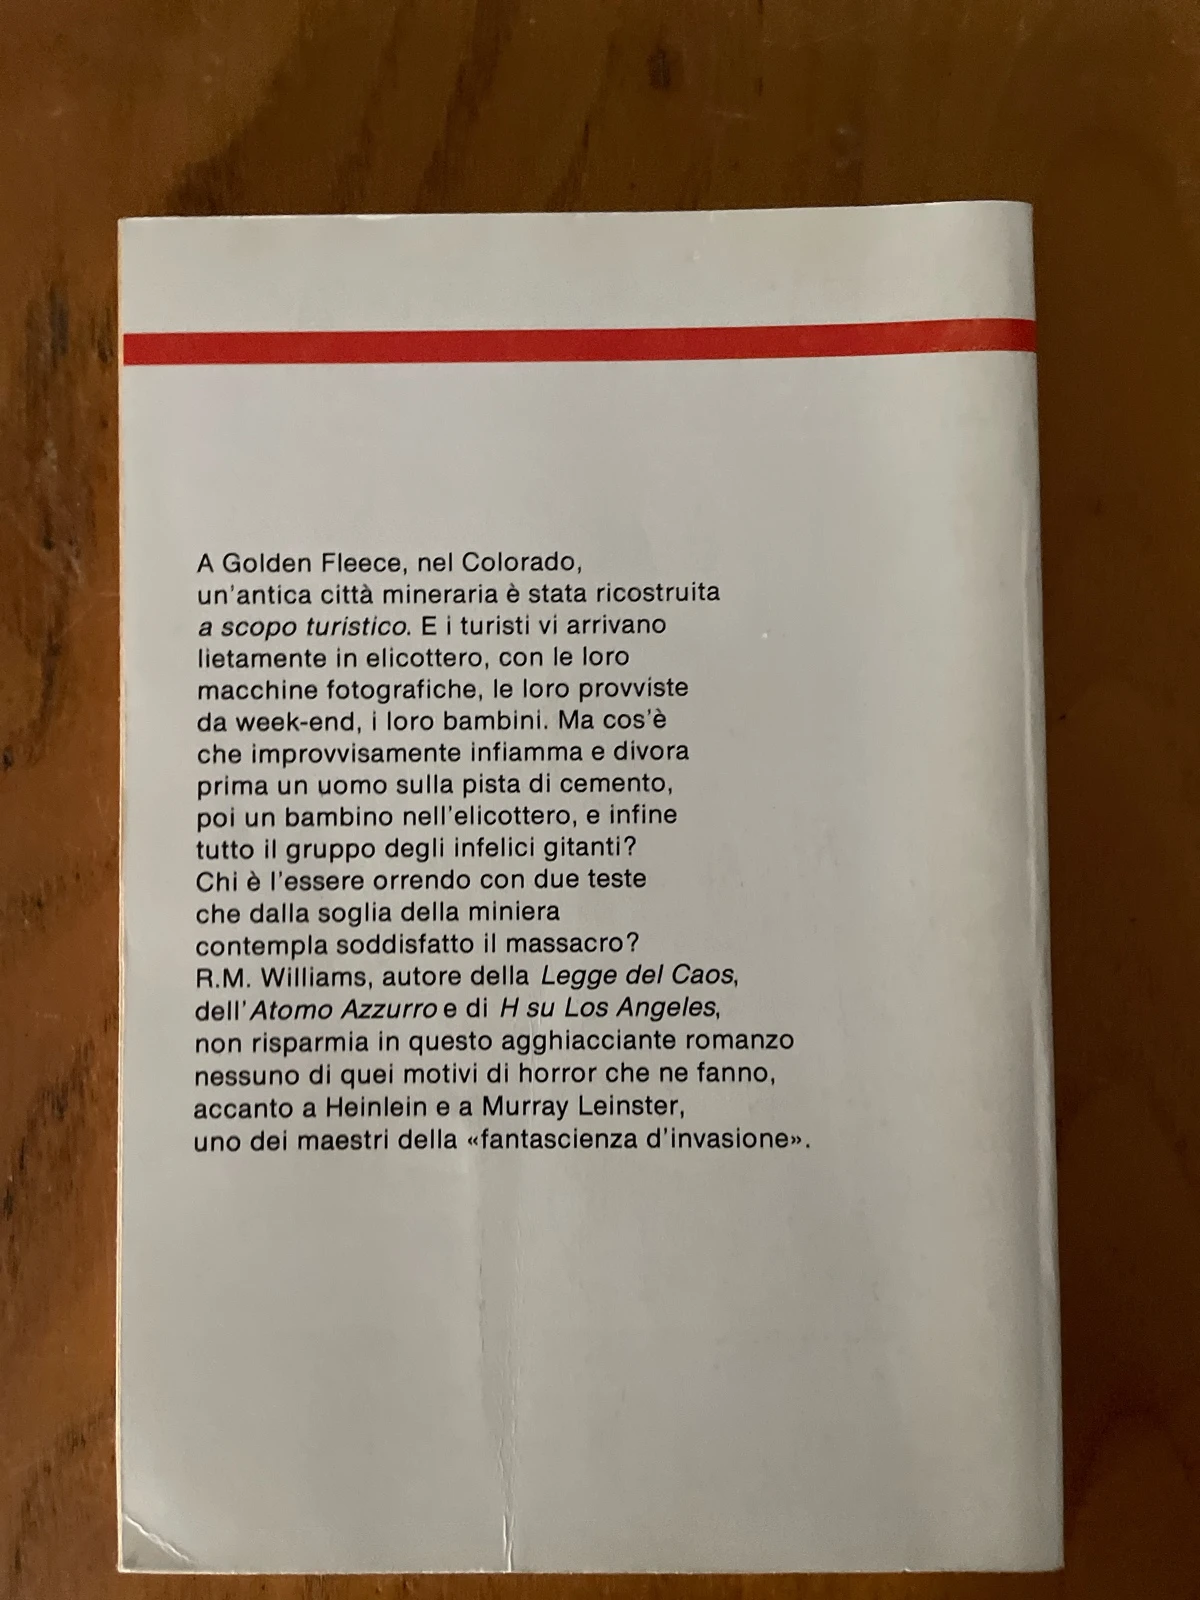 A Golden Fleece, nel Colorado,
un'antica città mineraria è stata ricostruita
a scopo turistico. E i turisti vi arrivano
lietamente in elicottero, con le loro
macchine fotografiche, le loro provviste
da week-end, i loro bambini. Ma cos'è
che improvvisamente infiamma e divora
prima un uomo sulla pista di cemento,
poi un bambino nell'elicottero, e infine
tutto il gruppo degli infelici gitanti?
Chi è l'essere orrendo con due teste
che dalla soglia della miniera
contempla soddisfatto il massacro?
R.M. Williams, autore della Legge del Caos,
dell'Atomo Azzurro e di H su Los Angeles,
non risparmia in questo agghiacciante romanzo
nessuno di quei motivi di horror che ne fanno,
accanto a Heinlein e a Murray Leinster,
uno dei maestri della «fantascienza d'invasione».